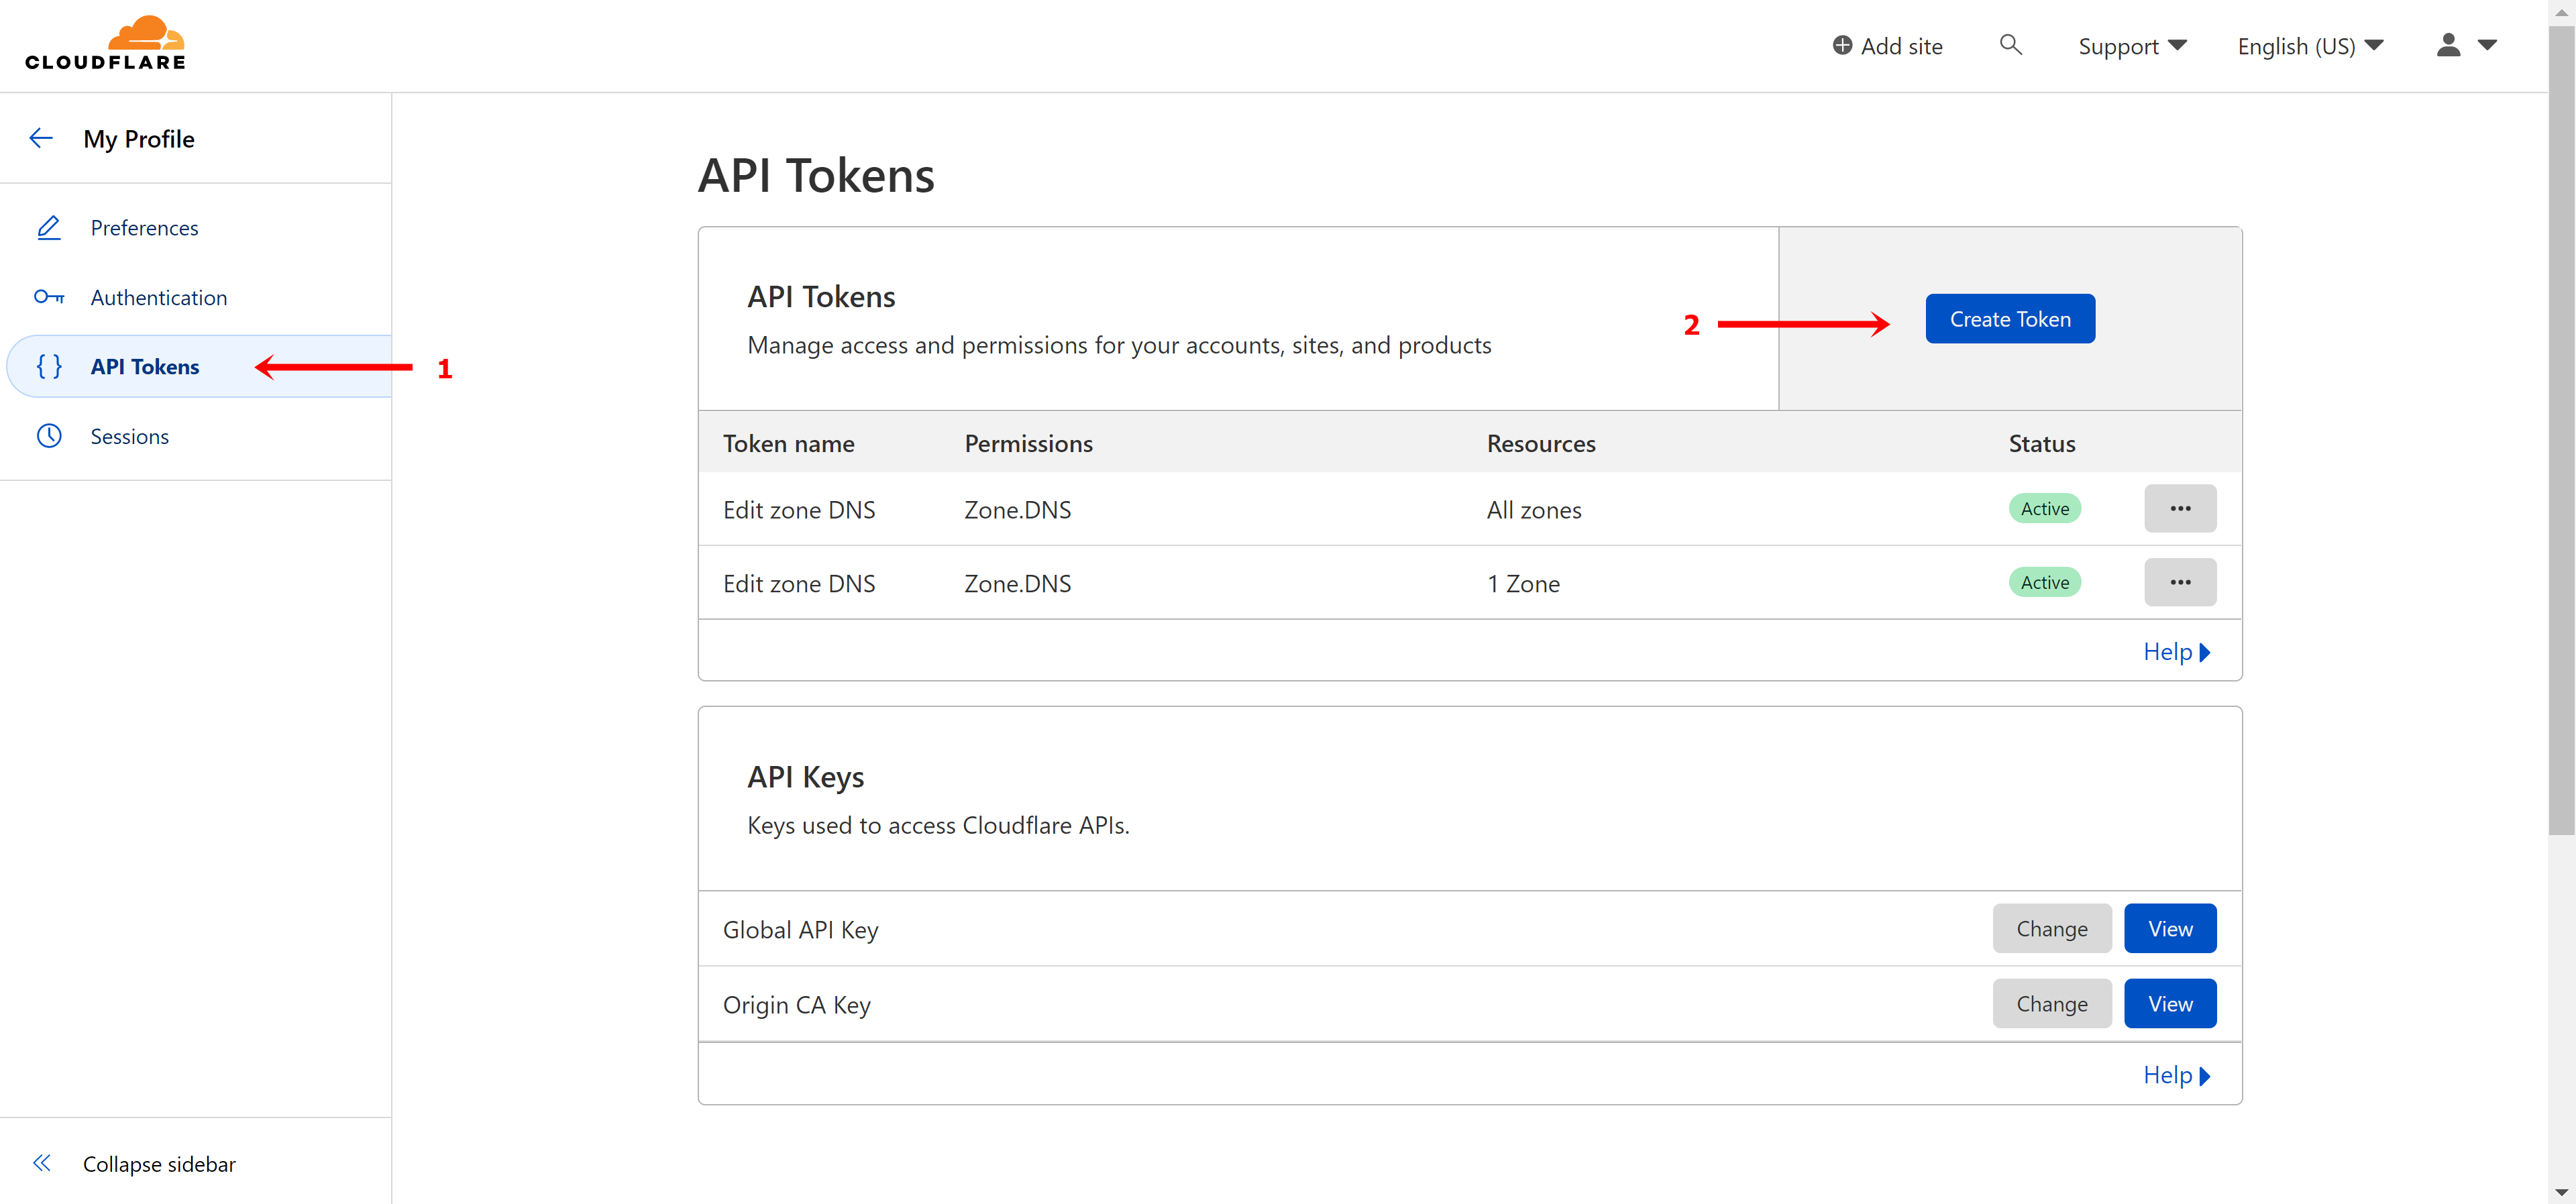 CLOUDFLARE
Add site
Support
English (US)
My Profile
Preferences
Authentication
{ } API Tokens
1
Sessions
Collapse sidebar
API Tokens
API Tokens
Manage access and permissions for your accounts, sites, and products
2
Create Token
Token name Permissions Resources Status
Edit zone DNS Zone.DNS All zones Active ...
Edit zone DNS Zone.DNS 1 Zone Active ...
Help
API Keys
Keys used to access Cloudflare APIs.
Global API Key Change View
Origin CA Key Change View
Help